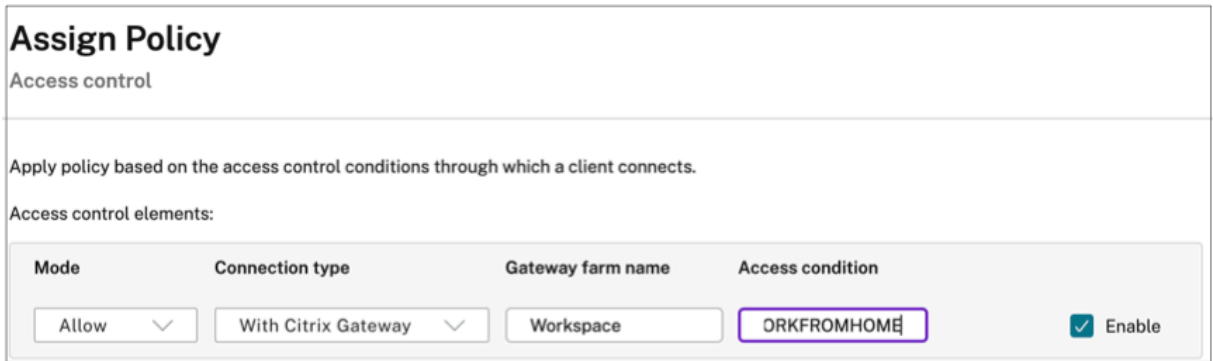 Assign Policy
Access control
Apply policy based on the access control conditions through which a client connects.
Access control elements:
Mode Connection type Gateway farm name Access condition
Allow With Citrix Gateway Workspace ORKFROMHOME Enable